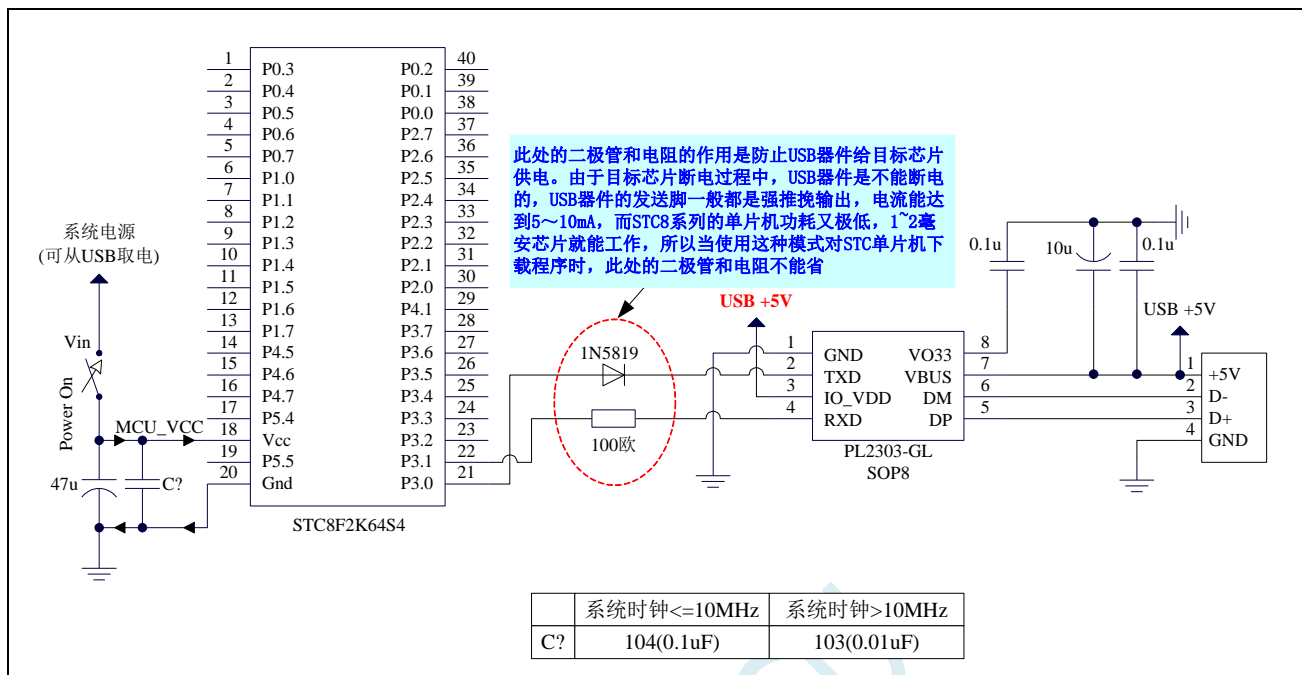 1 P0.3 P0.2 40
2 P0.4 P0.1 39
3 P0.5 P0.0 38
4 P0.6 P2.7 37
5 P0.7 P2.6 36
6 P1.0 P2.5 35
7 P1.1 P2.4 34
8 P1.2 P2.3 33
9 P1.3 P2.2 32
10 P1.4 P2.1 31
11 P1.5 P2.0 30
12 P1.6 P4.1 29
13 P1.7 P3.7 28
14 P4.5 P3.6 27
15 P4.6 P3.5 26
16 P4.7 P3.4 25
17 P5.4 P3.3 24
18 Vcc P3.2 23
19 P5.5 P3.1 22
20 Gnd P3.0 21
STC8F2K64S4
系统电源
(可从USB取电)
Vin
Power On
MCU_VCC
47u
C?
此处的二极管和电阻的作用是防止USB器件给目标芯片
供电。由于目标芯片断电过程中，USB器件是不能断电
的，USB器件的发送脚一般都是强推挽输出，电流能达
到5～10mA，而STC8系列的单片机功耗又极低，1~2毫
安芯片就能工作，所以当使用这种模式对STC单片机下
载程序时，此处的二极管和电阻不能省
1N5819
100欧
USB +5V
1 GND VO33 8
2 TXD VBUS 7
3 IO_VDD DM 6
4 RXD DP 5
PL2303-GL
SOP8
0.1u
10u
0.1u
USB +5V
1 +5V
2 D-
3 D+
4 GND
系统时钟<=10MHz 系统时钟>10MHz
C? 104(0.1uF) 103(0.01uF)